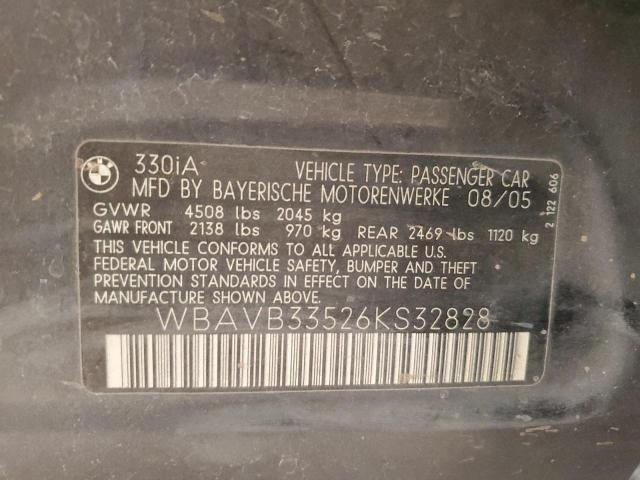 BMW
330iA VEHICLE TYPE: PASSENGER CAR
MFD BY BAYERISCHE MOTORENWERKE 08/05
GVWR 4508 lbs 2045 kg
GAWR FRONT 2138 lbs 970 kg REAR 2469 lbs 1120 kg
THIS VEHICLE CONFORMS TO ALL APPLICABLE U.S.
FEDERAL MOTOR VEHICLE SAFETY, BUMPER AND THEFT
PREVENTION STANDARDS IN EFFECT ON THE DATE OF
MANUFACTURE SHOWN ABOVE.
WBAVB33526KS32828
2 122 606